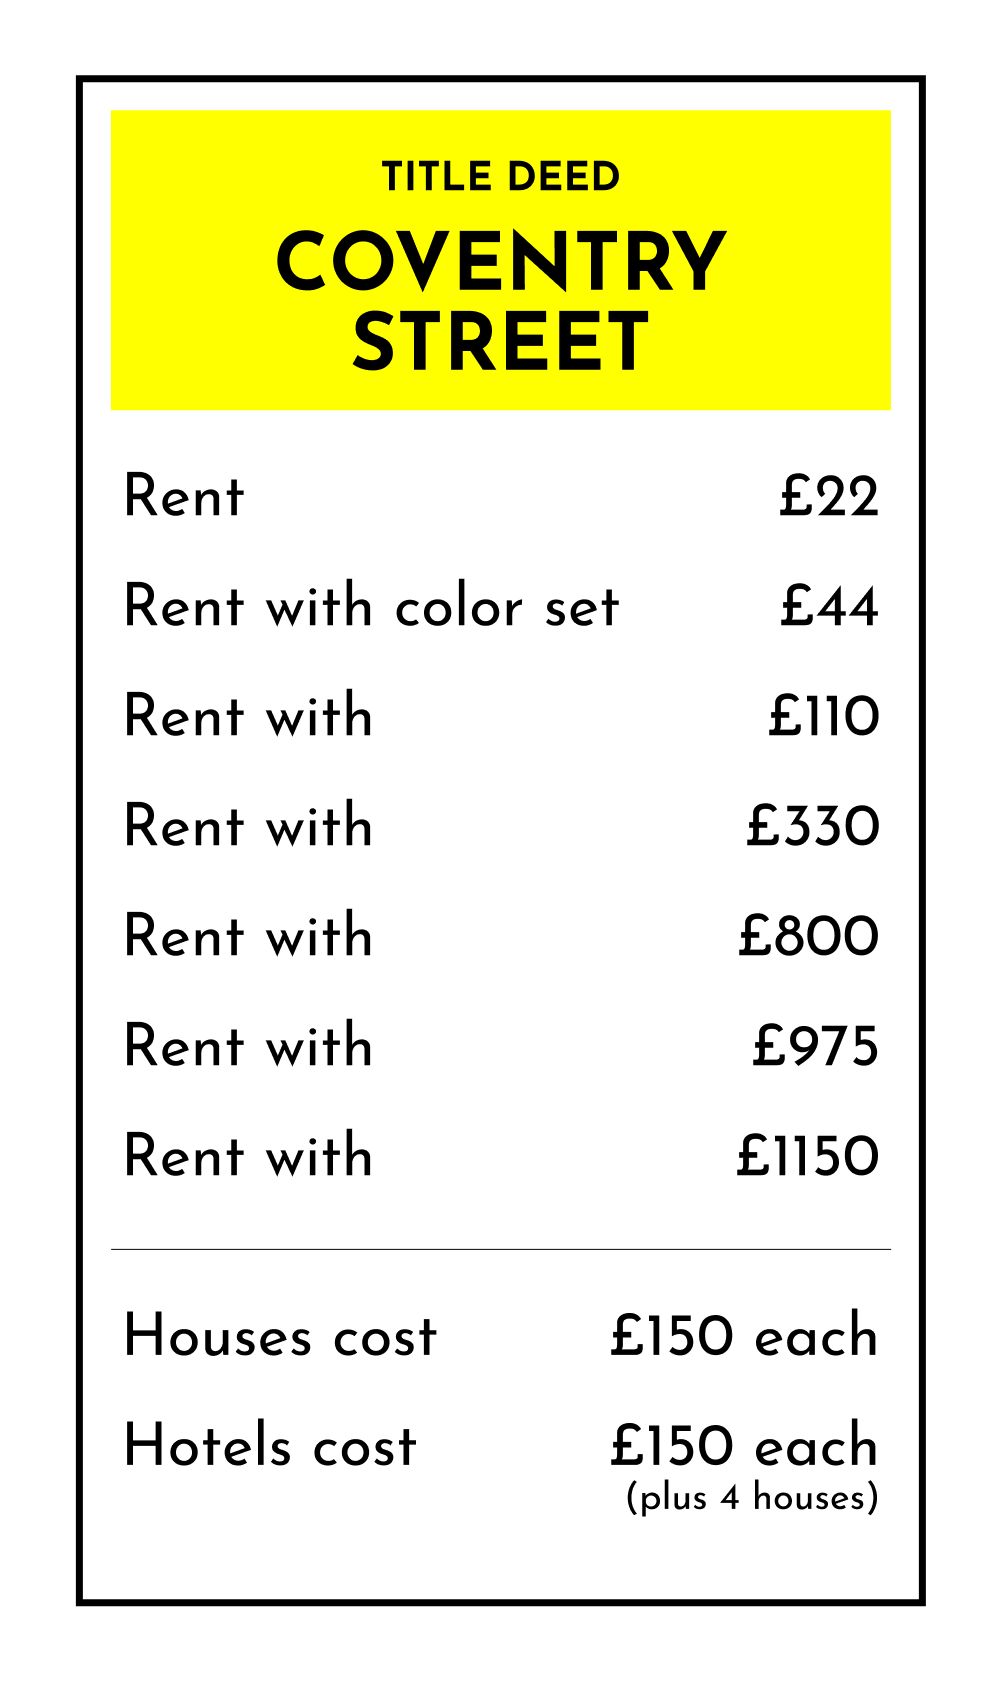 TITLE DEED
COVENTRY
STREET
Rent £22
Rent with color set £44
Rent with £110
Rent with £330
Rent with £800
Rent with £975
Rent with £1150
Houses cost £150 each
Hotels cost £150 each
(plus 4 houses)